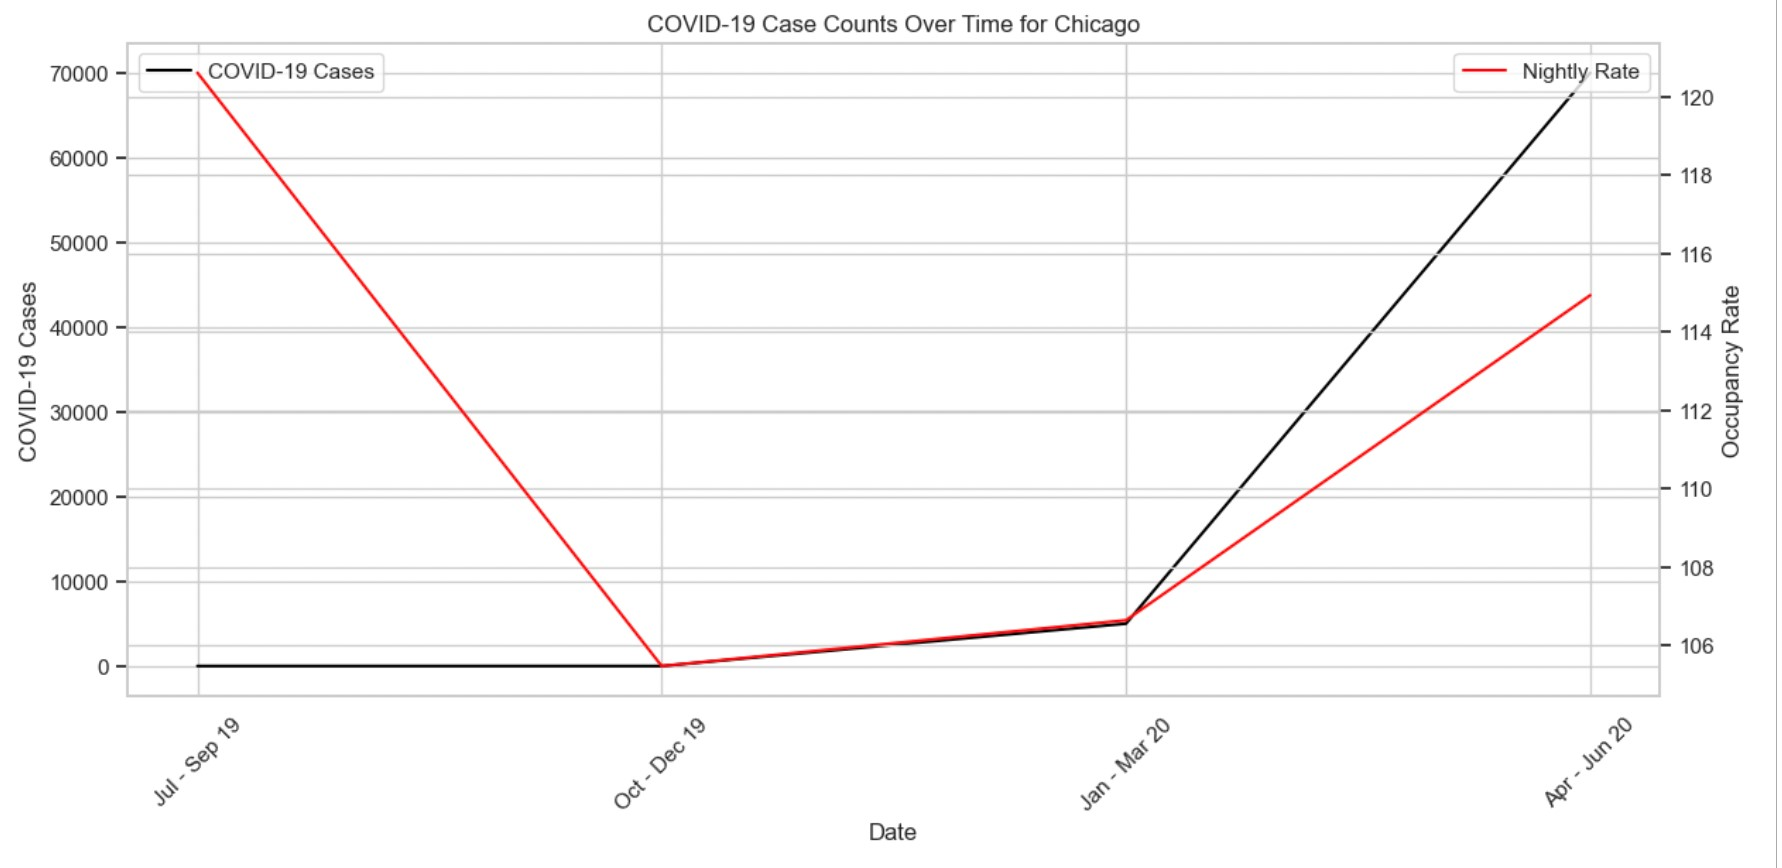 COVID-19 Case Counts Over Time for Chicago
COVID-19 Cases
Nightly Rate
70000
60000
50000
40000
30000
20000
10000
0
COVID-19 Cases
120
118
116
114
112
110
108
106
Occupancy Rate
Jul - Sep 19
Oct - Dec 19
Jan - Mar 20
Apr - Jun 20
Date